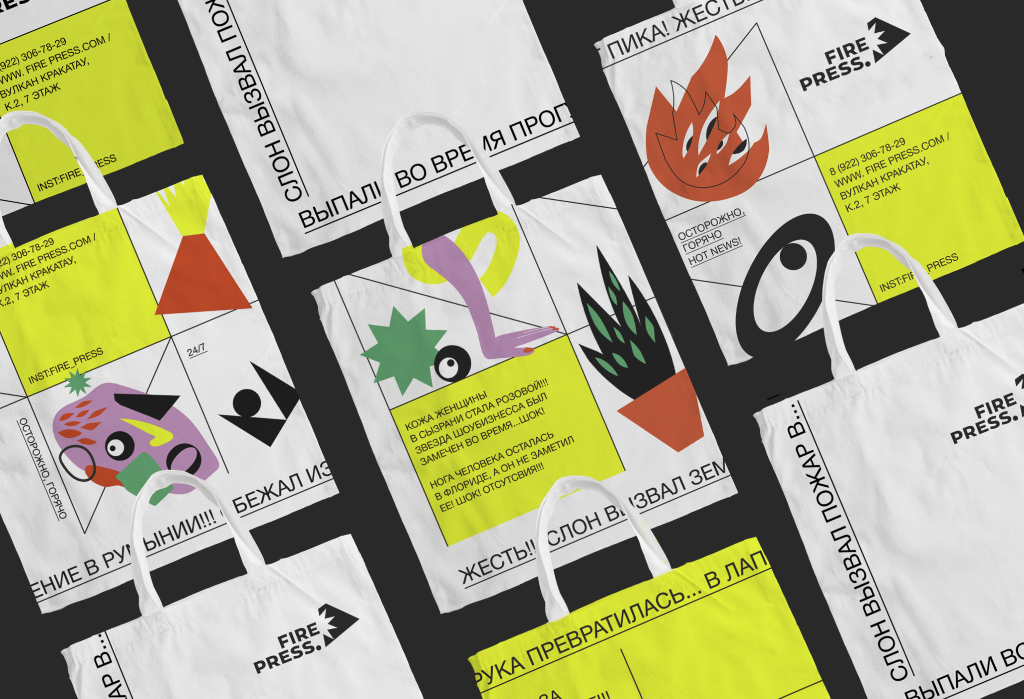 (922) 306-78-29
WWW. FIRE PRESS.COM /
ВУЛКАН КРАКАТАУ,
К.2, 7 ЭТАЖ
INST:FIRE_PRESS
СЛОН ВЫЗВАЛ
ВЫПАЛИ ВО ВРЕМЯ
ПИКА! ЖЕСТЬ!
FIRE
PRESS.
8 (922) 306-78-29
WWW. FIRE PRESS.COM /
ВУЛКАН КРАКАТАУ,
К.2, 7 ЭТАЖ
INST:FIRE_PRESS
ОСТОРОЖНО,
ГОРЯЧО
HOT NEWS!
306-78-29
WWW. FIRE PRESS.COM /
ВУЛКАН КРАКАТАУ,
К.2, 7 ЭТАЖ
INST:FIRE_PRESS
24/7
ОСТОРОЖНО, ГОРЯЧО
ЕНИЕ В РУМЫНИИ!!! СБЕЖАЛ ИЗ
КОЖА ЖЕНЩИНЫ
В СЫЗРАНИ СТАЛА РОЗОВОЙ!!!
ЗВЕЗДА ШОУБИЗНЕССА БЫЛ
ЗАМЕЧЕН ВО ВРЕМЯ...ШОК!
НОГА ЧЕЛОВЕКА ОСТАЛАСЬ
В ФЛОРИДЕ, А ОН НЕ ЗАМЕТИЛ
ЕЕ! ШОК! ОТСУТСВИЯ!!!
ЖЕСТЬ!! СЛОН ВЫЗВАЛ ЗЕМ
FIRE
PRESS.
СЛОН ВЫЗВАЛ ПОЖАР В...
ВЫПАЛИ ВО
FIRE
PRESS.
АР В...
РУКА ПРЕВРАТИЛАСЬ... В ЛАП